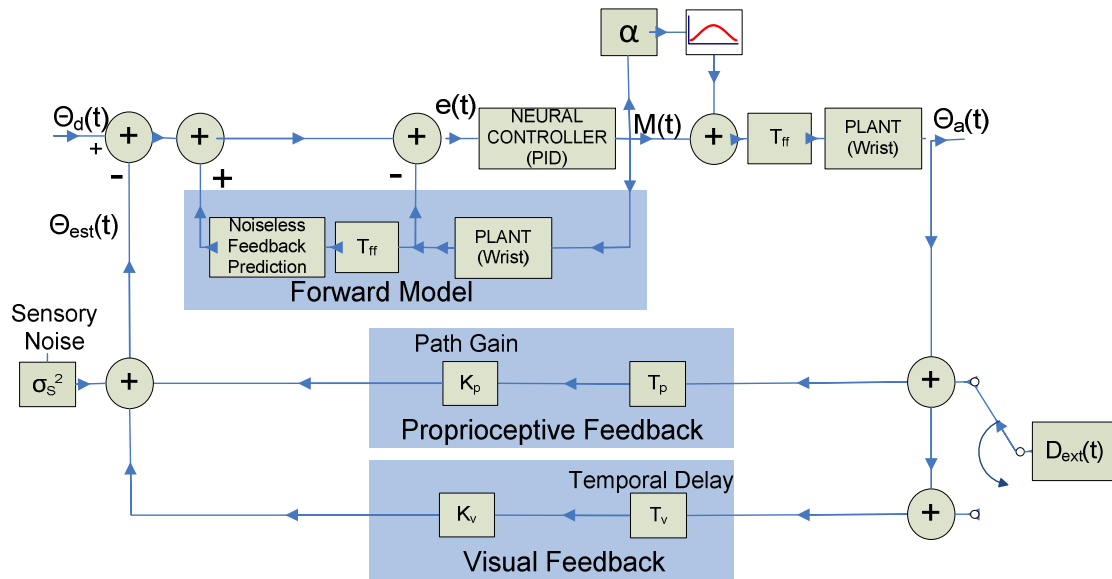 α
Θd(t)
+
-
+
+
+
+
-
e(t)
NEURAL
CONTROLLER
(PID)
M(t)
+
Tff
PLANT
(Wrist)
Θa(t)
Θest(t)
Noiseless
Feedback
Prediction
Tff
PLANT
(Wrist)
Forward Model
Sensory
Noise
σs²
+
Path Gain
Kp
Tp
Proprioceptive Feedback
+
Dext(t)
Temporal Delay
Kv
Tv
Visual Feedback
+